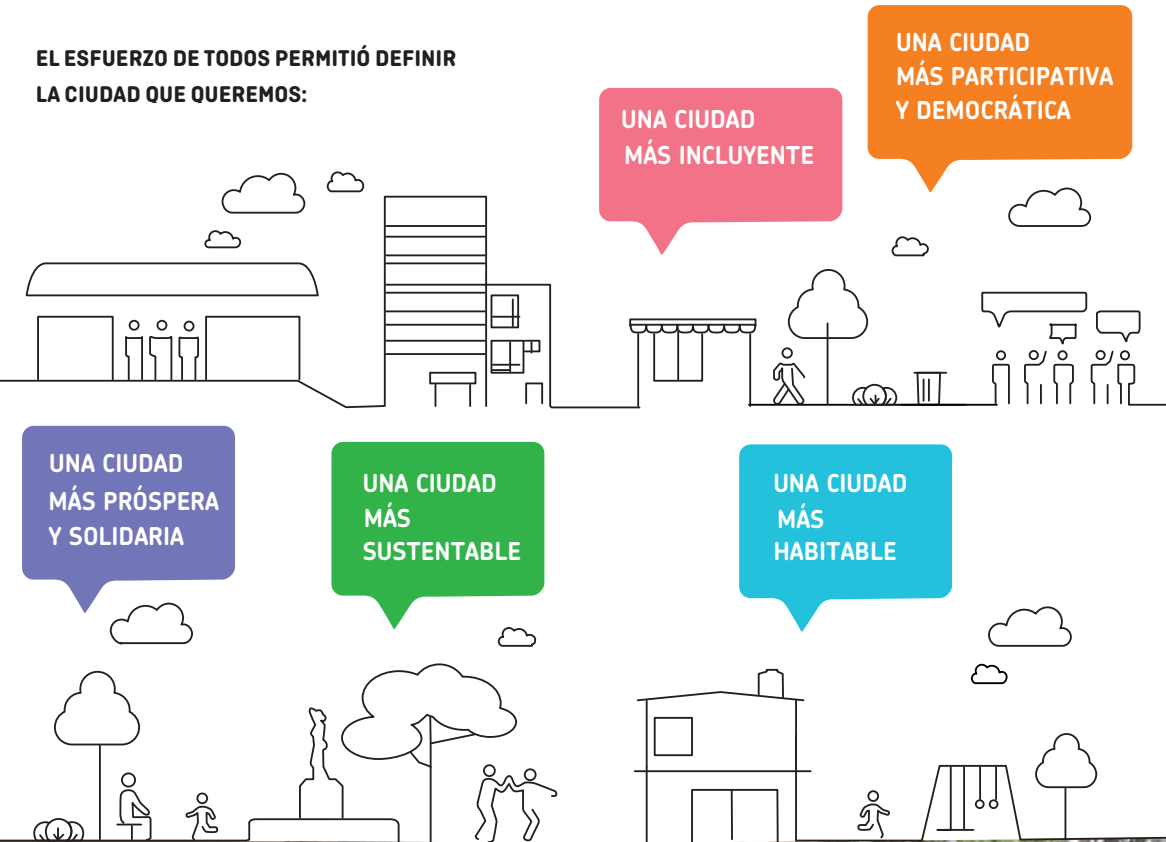 EL ESFUERZO DE TODOS PERMITIÓ DEFINIR
LA CIUDAD QUE QUEREMOS:
UNA CIUDAD
MÁS INCLUYENTE
UNA CIUDAD
MÁS PARTICIPATIVA
Y DEMOCRÁTICA
UNA CIUDAD
MÁS PRÓSPERA
Y SOLIDARIA
UNA CIUDAD
MÁS
SUSTENTABLE
UNA CIUDAD
MÁS
HABITABLE